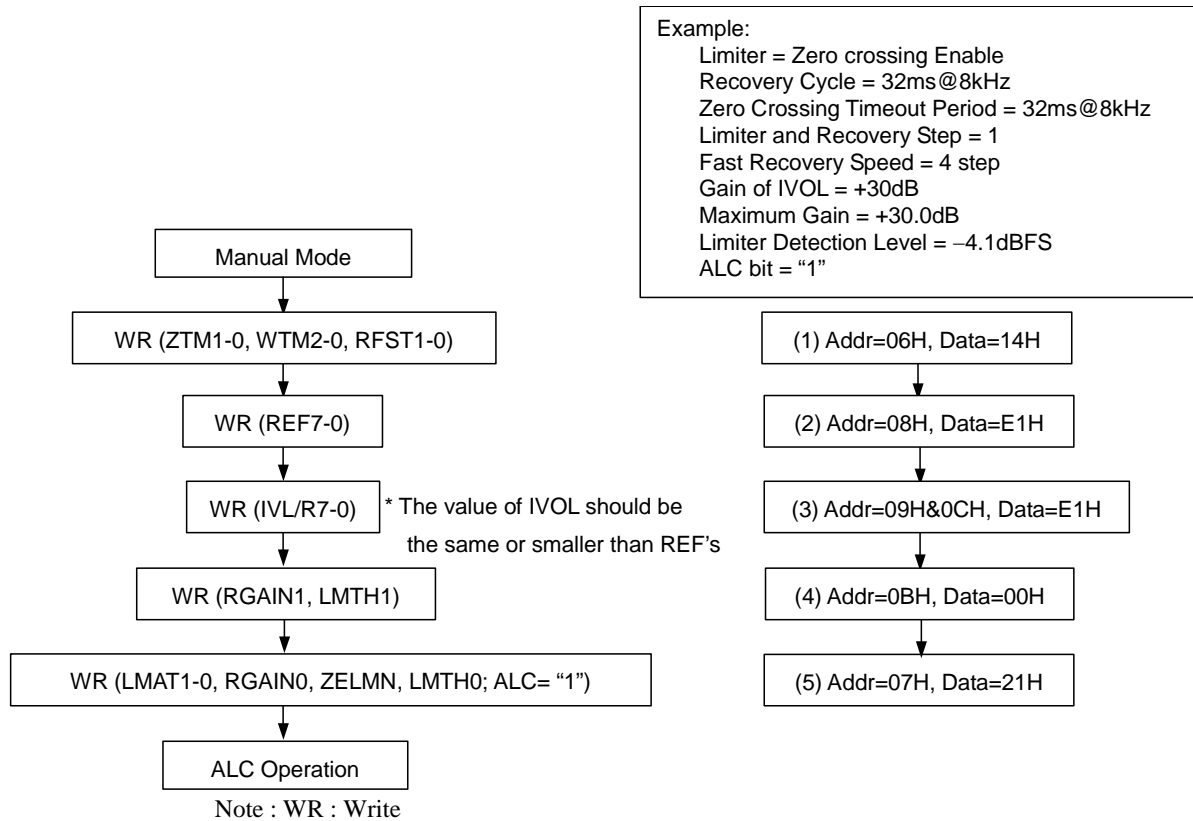 Example:
Limiter = Zero crossing Enable
Recovery Cycle = 32ms@8kHz
Zero Crossing Timeout Period = 32ms@8kHz
Limiter and Recovery Step = 1
Fast Recovery Speed = 4 step
Gain of IVOL = +30dB
Maximum Gain = +30.0dB
Limiter Detection Level = −4.1dBFS
ALC bit = “1”
Manual Mode
WR (ZTM1-0, WTM2-0, RFST1-0)
WR (REF7-0)
WR (IVL/R7-0)
* The value of IVOL should be
the same or smaller than REF’s
WR (RGAIN1, LMTH1)
WR (LMAT1-0, RGAIN0, ZELMN, LMTH0; ALC= “1”)
ALC Operation
Note : WR : Write
(1) Addr=06H, Data=14H
(2) Addr=08H, Data=E1H
(3) Addr=09H&0CH, Data=E1H
(4) Addr=0BH, Data=00H
(5) Addr=07H, Data=21H